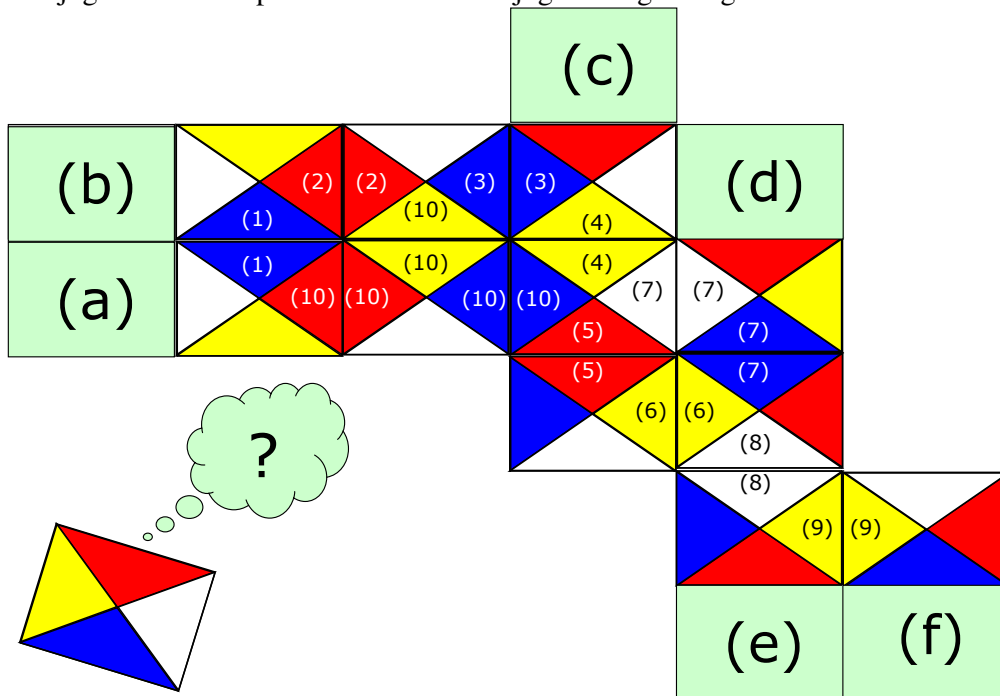 (c)
(b) (2) (2) (3) (3) (d)
(1) (10) (4)
(a) (1) (10) (4)
(10) (10) (10) (10) (7) (7)
(5) (7)
(5) (7)
? (6) (6)
(8)
(8)
(9) (9)
(e) (f)